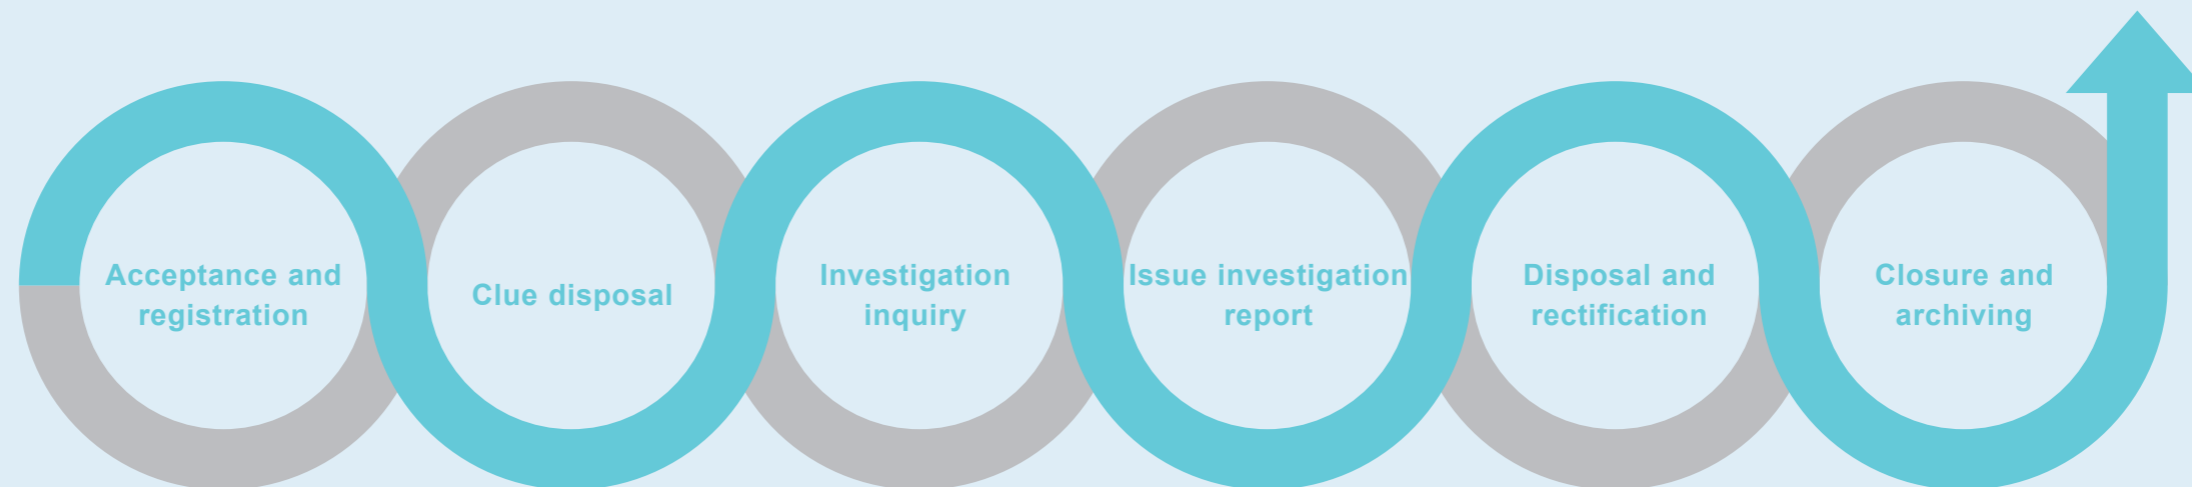 Acceptance and
registration
Clue disposal
Investigation
inquiry
Issue investigation
report
Disposal and
rectification
Closure and
archiving